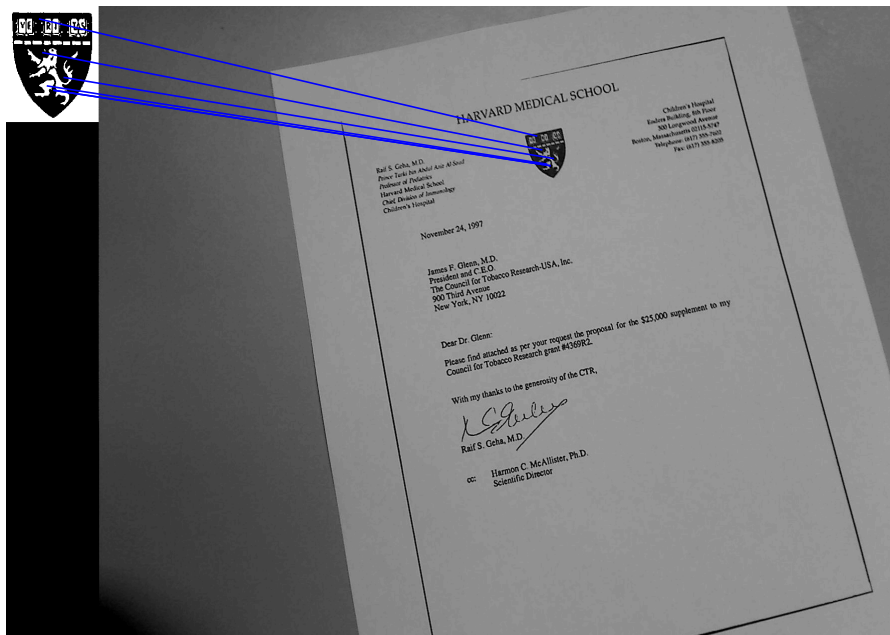 VE RI TAS
HARVARD MEDICAL SCHOOL
Raif S. Geha, M.D.
Prince Turki bin Abdul Aziz Al Saud
Professor of Pediatrics
Harvard Medical School
Chief, Division of Immunology
Children's Hospital
Children's Hospital
Enders Building, 8th Floor
300 Longwood Avenue
Boston, Massachusetts 02115-5747
Telephone: (617) 355-7602
Fax: (617) 355-8205
November 24, 1997
James F. Glenn, M.D.
President and C.E.O.
The Council for Tobacco Research-USA, Inc.
900 Third Avenue
New York, NY 10022
Dear Dr. Glenn:
Please find attached as per your request the proposal for the $25,000 supplement to my
Council for Tobacco Research grant #4369R2.
With my thanks to the generosity of the CTR,
Raif S. Geha, M.D.
cc: Harmon C. McAllister, Ph.D.
Scientific Director